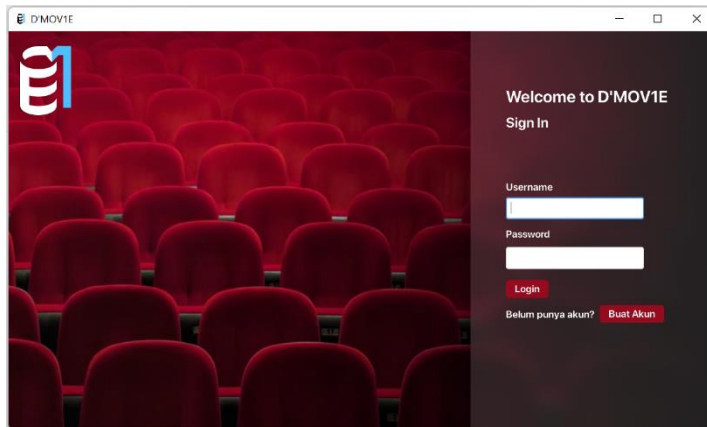 D'MOV1E
Welcome to D'MOV1E
Sign In
Username
Password
Login
Belum punya akun? Buat Akun